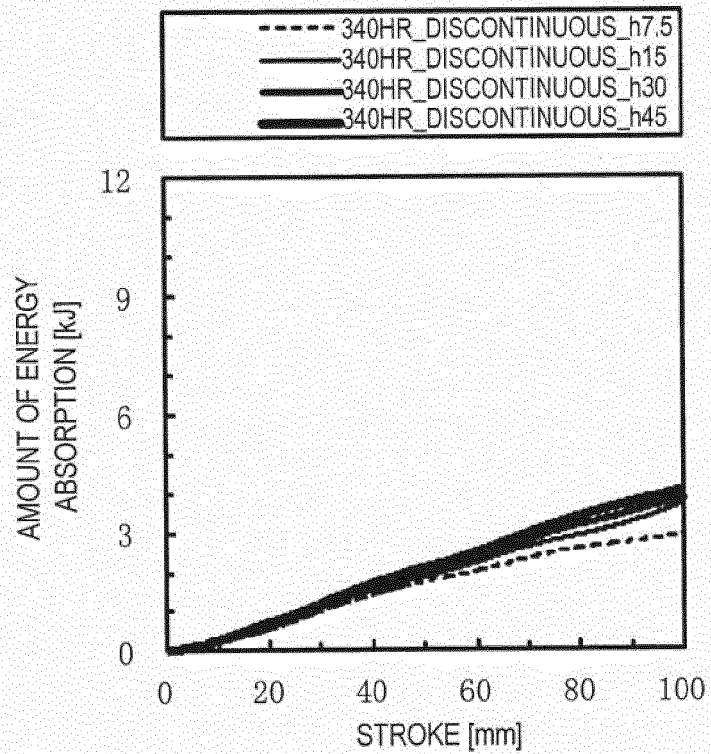 340HR_DISCONTINUOUS_h7.5
340HR_DISCONTINUOUS_h15
340HR_DISCONTINUOUS_h30
340HR_DISCONTINUOUS_h45
12
9
6
3
0
AMOUNT OF ENERGY
ABSORPTION [kJ]
0 20 40 60 80 100
STROKE [mm]